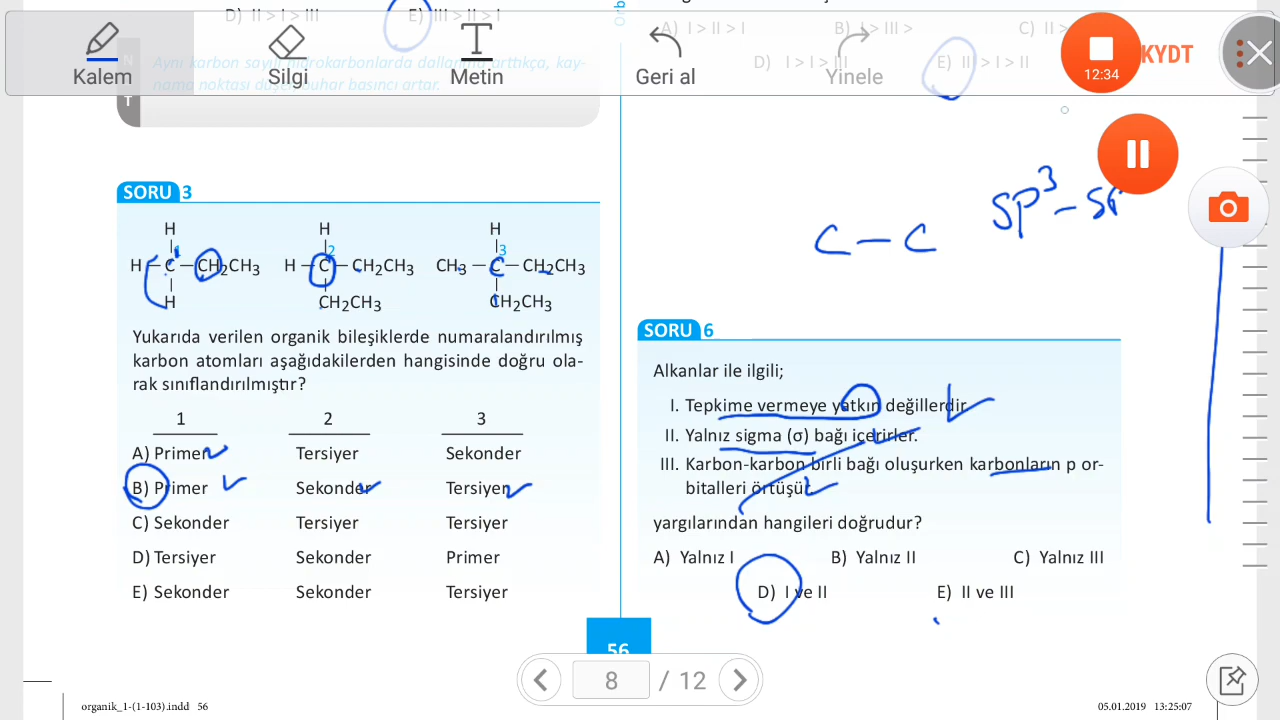 D) II > I > III E) III > II > I
A) I > II > I B) I > III > C) II >
D) I > I > III E) II > I > II
Kalem Silgi Metin Geri al Yinele 12:34 KYDT
N
T
Aynı karbon sayılı hidrokarbonlarda dallanma arttıkça, kay-
nama noktası düşer buhar basıncı artar.
SORU 3
H H H
1 2 3
H – C – CH₂CH₃ H – C – CH₂CH₃ CH₃ – C – CH₂CH₃
H CH₂CH₃ CH₂CH₃
Yukarıda verilen organik bileşiklerde numaralandırılmış
karbon atomları aşağıdakilerden hangisinde doğru ola-
rak sınıflandırılmıştır?
1 2 3
A) Primer Tersiyer Sekonder
B) Primer Sekonder Tersiyer
C) Sekonder Tersiyer Tersiyer
D) Tersiyer Sekonder Primer
E) Sekonder Sekonder Tersiyer
C – C SP³ – SP
SORU 6
Alkanlar ile ilgili;
I. Tepkime vermeye yatkın değillerdir.
II. Yalnız sigma (σ) bağı içerirler.
III. Karbon-karbon birli bağı oluşurken karbonların p or-
bitalleri örtüşür.
yargılarından hangileri doğrudur?
A) Yalnız I B) Yalnız II C) Yalnız III
D) I ve II E) II ve III
56
8 / 12
organik_1-(1-103).indd 56 05.01.2019 13:25:07